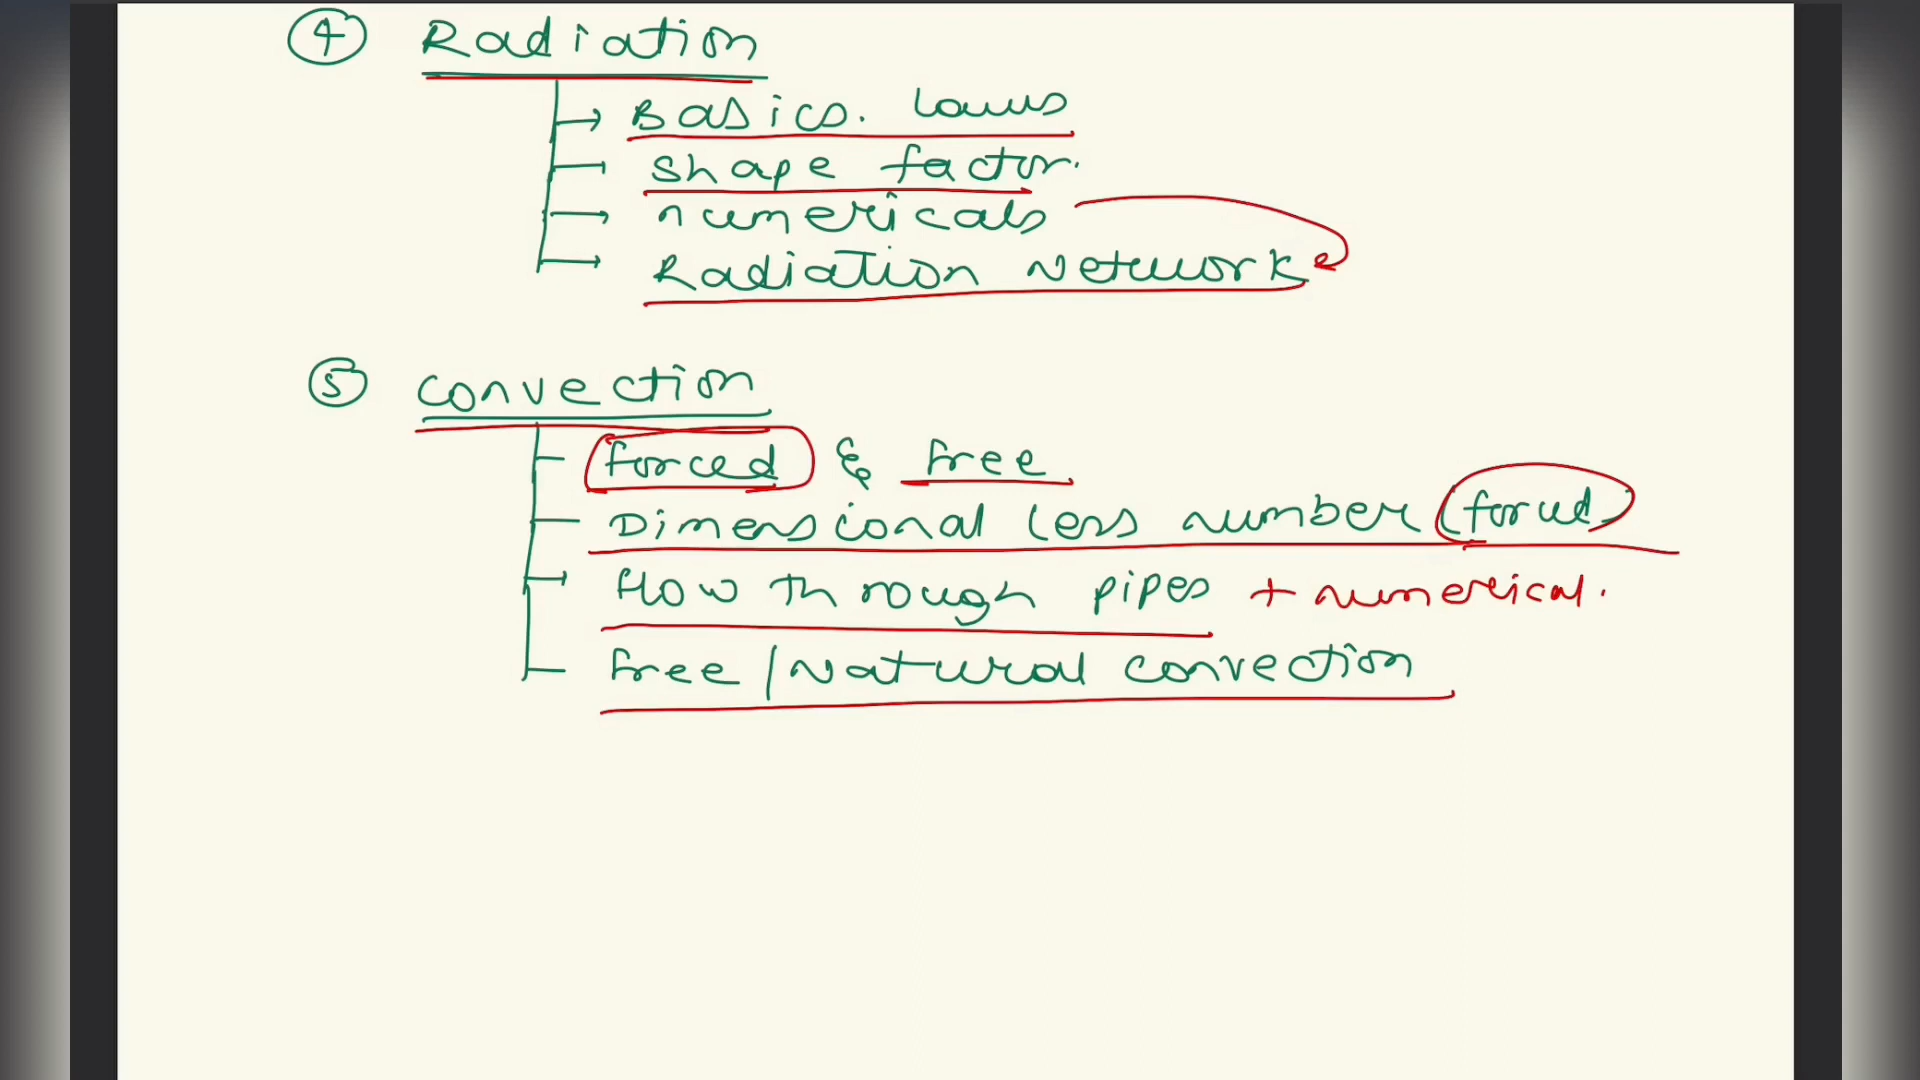 4 Radiation
Basics. laws
shape factor.
numericals
Radiation Network
5 convection
forced & free
Dimensional less number (forced)
flow through pipes + numerical.
free/Natural convection